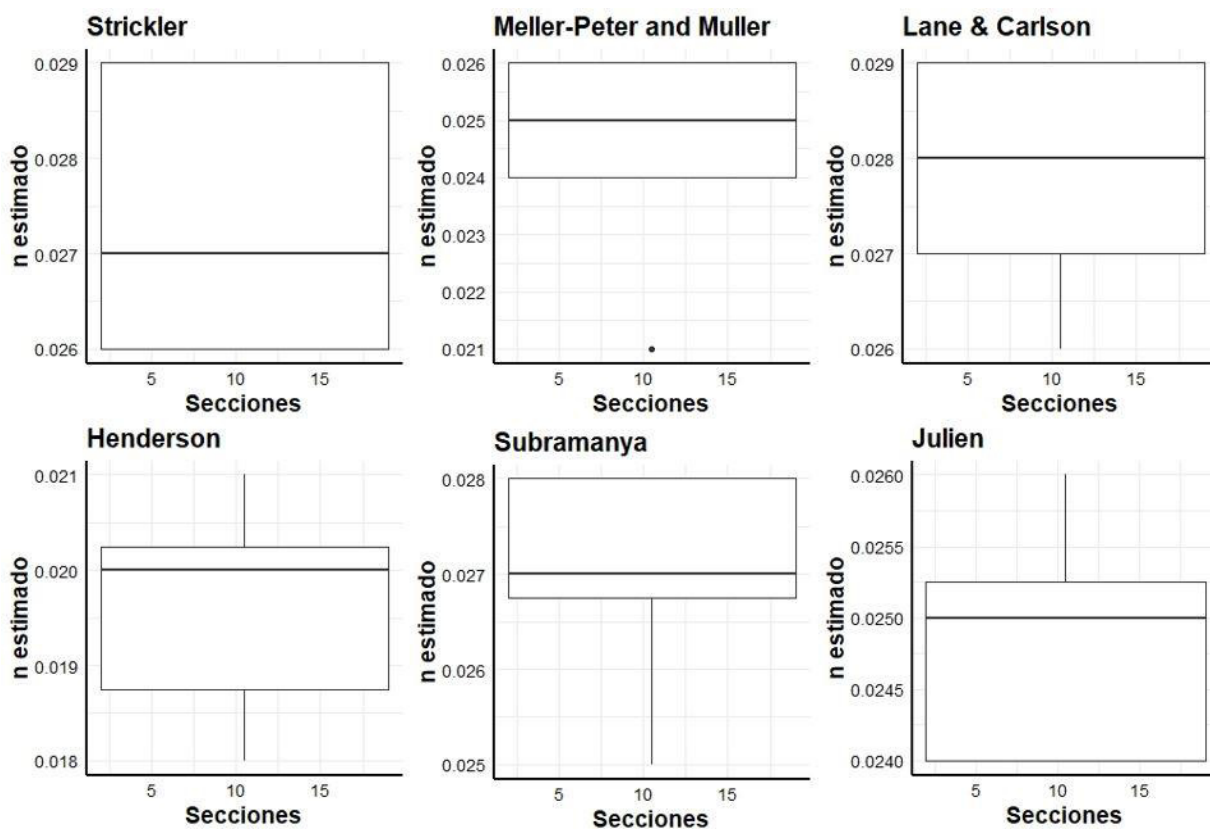 Strickler
n estimado
0.029
0.028
0.027
0.026
5 10 15
Secciones
Meller-Peter and Muller
n estimado
0.026
0.025
0.024
0.023
0.022
0.021
5 10 15
Secciones
Lane & Carlson
n estimado
0.029
0.028
0.027
0.026
5 10 15
Secciones
Henderson
n estimado
0.021
0.020
0.019
0.018
5 10 15
Secciones
Subramanya
n estimado
0.028
0.027
0.026
0.025
5 10 15
Secciones
Julien
n estimado
0.0260
0.0255
0.0250
0.0245
0.0240
5 10 15
Secciones